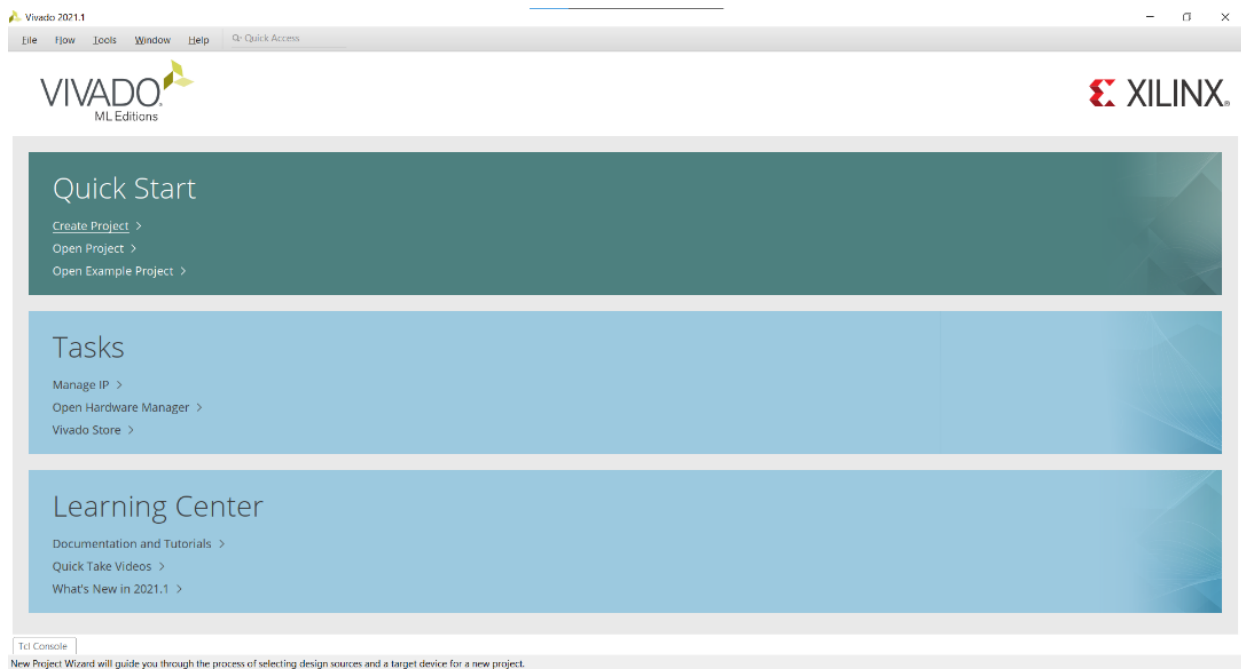 Vivado 2021.1
File Flow Tools Window Help Quick Access
VIVADO.
ML Editions
XILINX.
Quick Start
Create Project >
Open Project >
Open Example Project >
Tasks
Manage IP >
Open Hardware Manager >
Vivado Store >
Learning Center
Documentation and Tutorials >
Quick Take Videos >
What's New in 2021.1 >
Tcl Console
New Project Wizard will guide you through the process of selecting design sources and a target device for a new project.